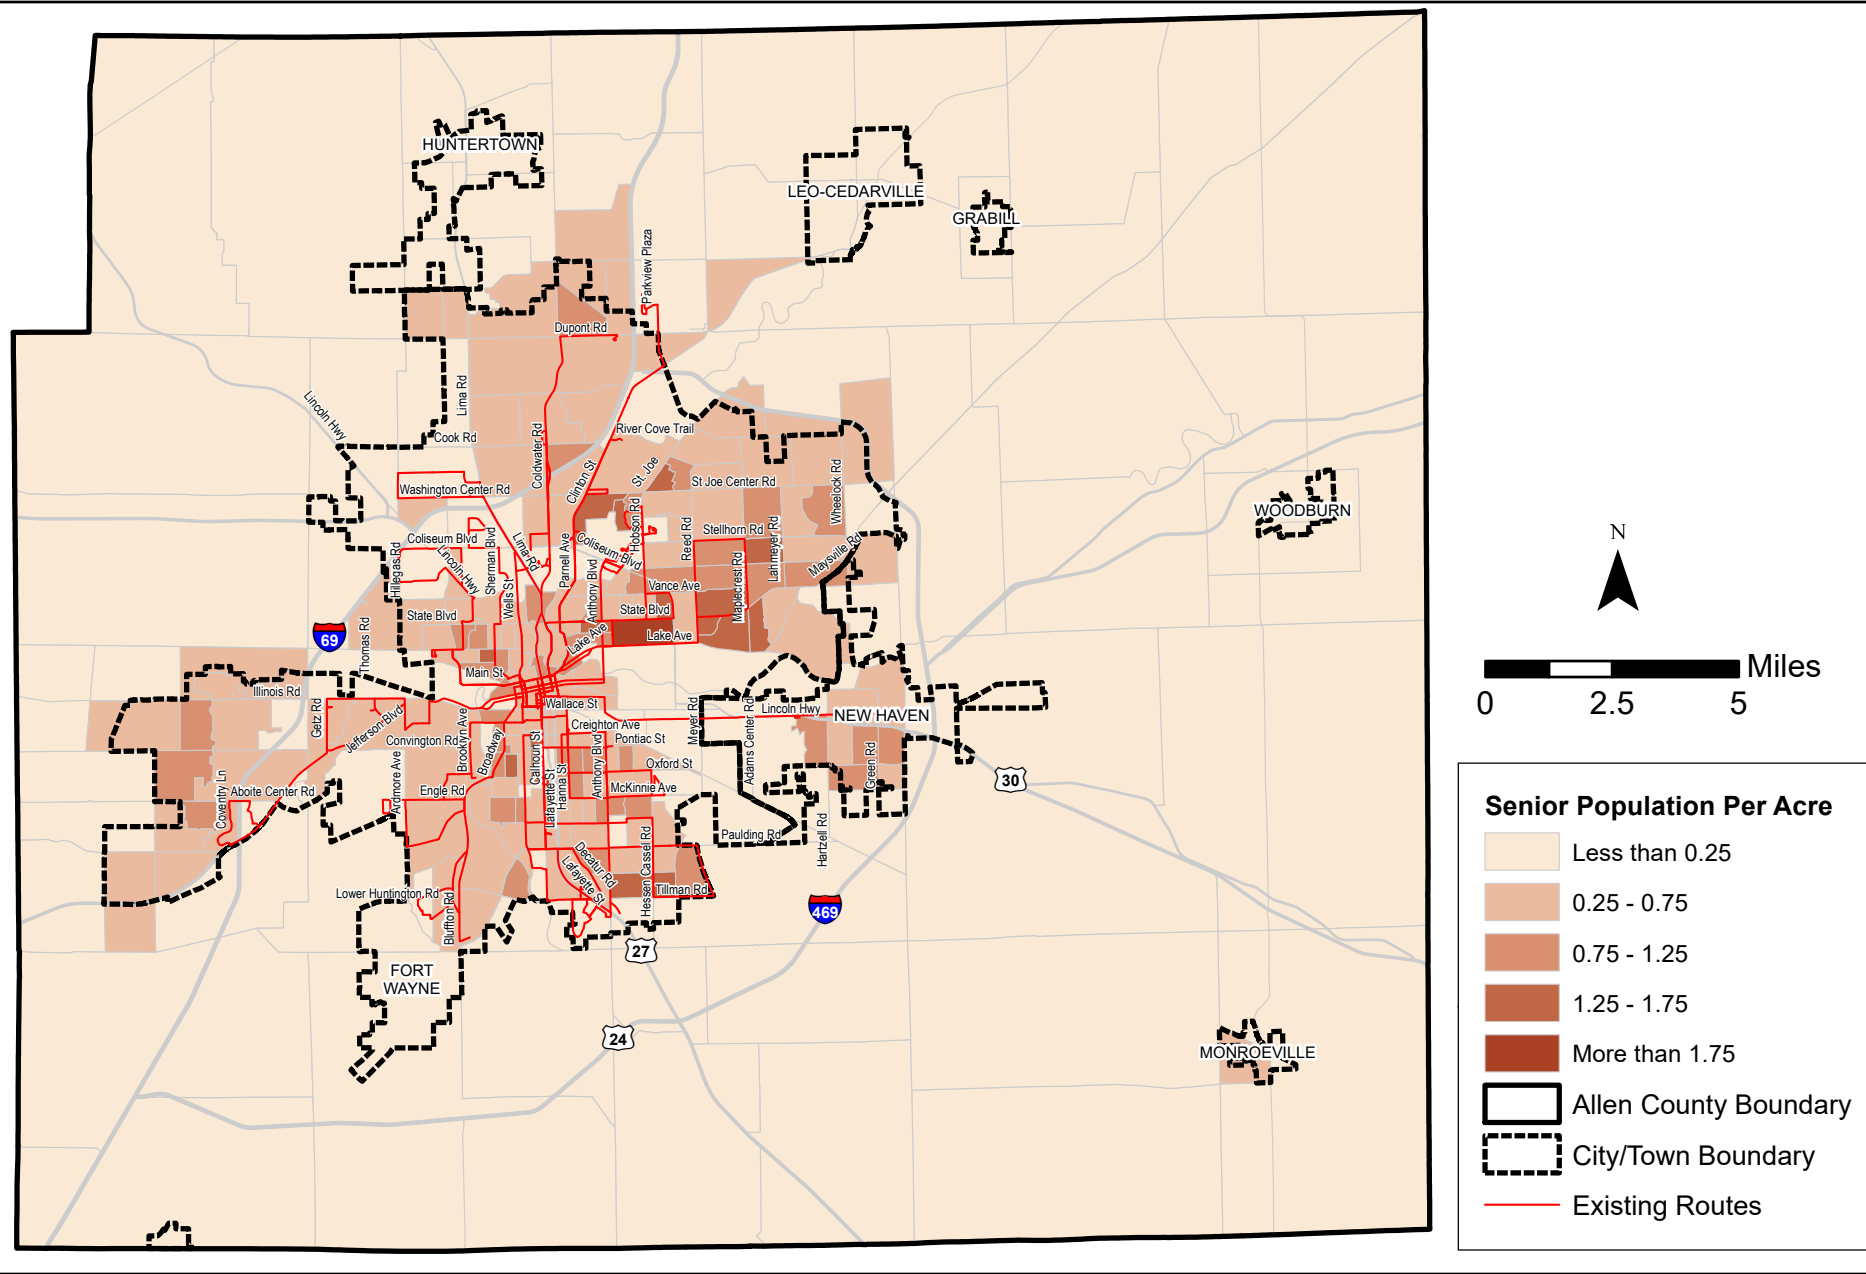 HUNTERTOWN
LEO-CEDARVILLE
GRABILL
Parkview Plaza
Dupont Rd
Lima Rd
Lincoln Hwy
Cook Rd
Coldwater Rd
River Cove Trail
Clinton St
St. Joe
Washington Center Rd
St Joe Center Rd
Wheelock Rd
WOODBURN
Hobson Rd
Reed Rd
Stellhorn Rd
Lahmeyer Rd
Maysville Rd
Coliseum Blvd
Lincoln Hwy
Sherman Blvd
Lima Rd
Parnell Ave
Coliseum Blvd
Hillegas Rd
Wells St
Anthony Blvd
Vance Ave
Maplecrest Rd
State Blvd
State Blvd
69
Thomas Rd
Lake Ave
Lake Ave
Main St
Illinois Rd
Getz Rd
Jefferson Blvd
Wallace St
Meyer Rd
Adams Center Rd
Lincoln Hwy
NEW HAVEN
Creighton Ave
Convington Rd
Brooklyn Ave
Broadway
Calhoun St
Anthony Blvd
Pontiac St
Green Rd
Oxford St
Coventry Ln
Aboite Center Rd
Ardmore Ave
Engle Rd
Lafayette St
Hanna St
McKinnie Ave
30
Paulding Rd
Hartzell Rd
Hessen Cassel Rd
Decatur Rd
Lafayette St
Tillman Rd
Lower Huntington Rd
Bluffton Rd
469
27
FORT
WAYNE
24
MONROEVILLE
N
Miles
0 2.5 5
Senior Population Per Acre
Less than 0.25
0.25 - 0.75
0.75 - 1.25
1.25 - 1.75
More than 1.75
Allen County Boundary
City/Town Boundary
Existing Routes